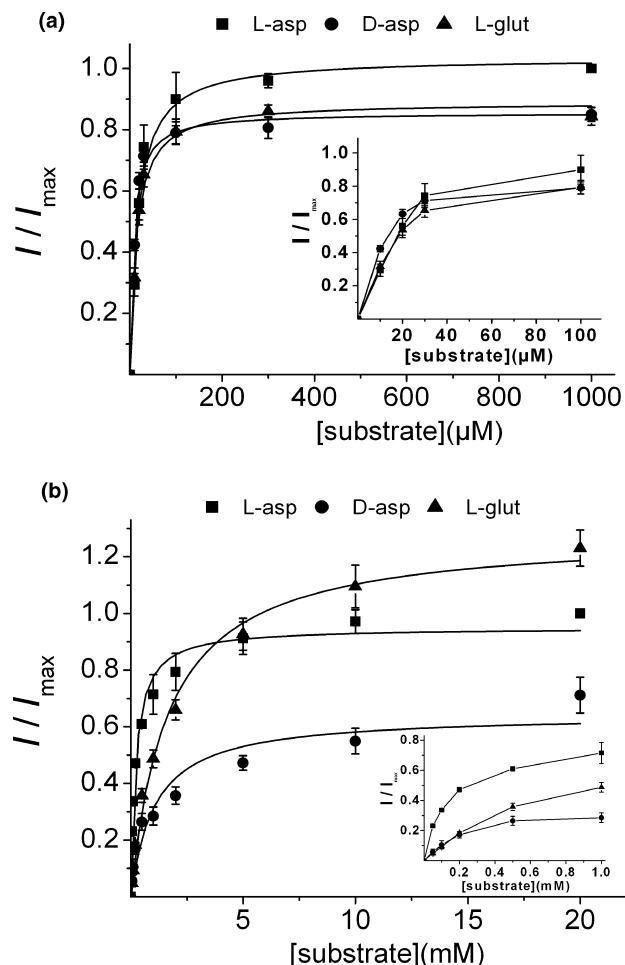 (a)
■ L-asp ● D-asp ▲ L-glut
I / Imax
1.0
0.8
0.6
0.4
0.2
200 400 600 800 1000
[substrate](µM)
I / Imax
1.0
0.8
0.6
0.4
0.2
20 40 60 80 100
[substrate](µM)
(b)
■ L-asp ● D-asp ▲ L-glut
I / Imax
1.2
1.0
0.8
0.6
0.4
0.2
5 10 15 20
[substrate](mM)
I / Imax
0.8
0.6
0.4
0.2
0.2 0.4 0.6 0.8 1.0
[substrate](mM)